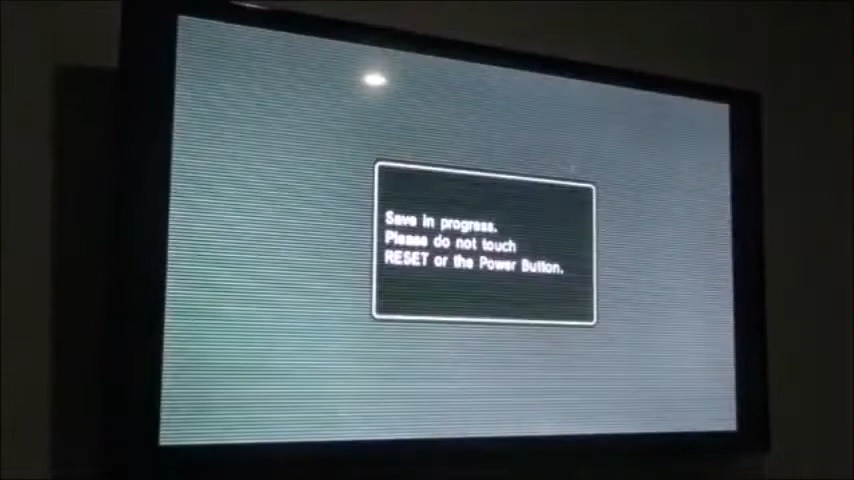 Save in progress.
Please do not touch
RESET or the Power Button.